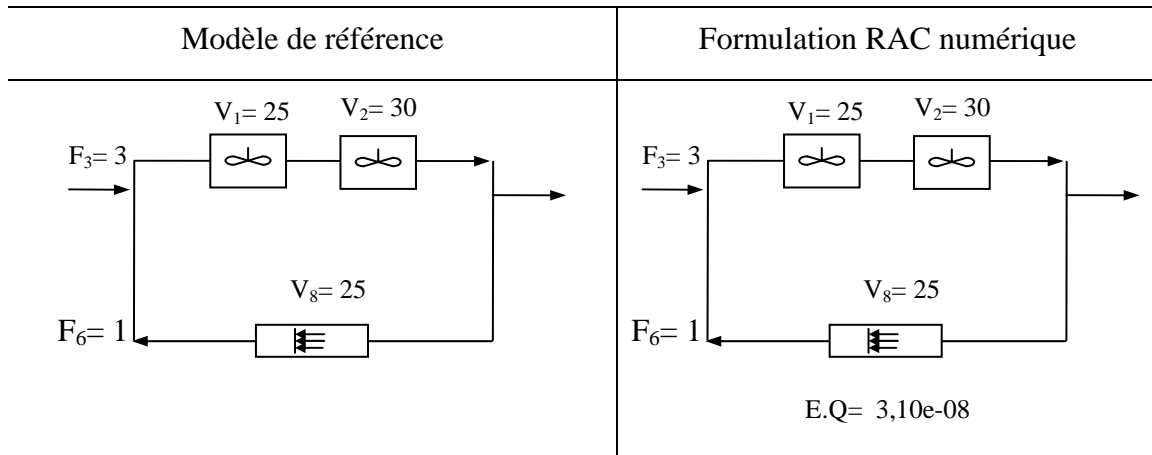 Modèle de référence
Formulation RAC numérique
V₁= 25
V₂= 30
F₃= 3
V₈= 25
F₆= 1
V₁= 25
V₂= 30
F₃= 3
V₈= 25
F₆= 1
E.Q= 3,10e-08